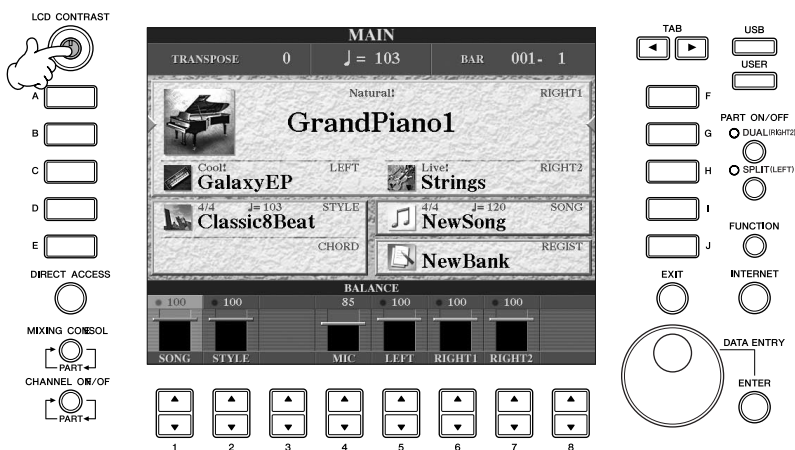 LCD CONTRAST
A
B
C
D
E
DIRECT ACCESS
MIXING CONSOL
PART
CHANNEL ON/OF
PART
MAIN
TRANSPOSE 0 ♩= 103 BAR 001- 1
Natural! RIGHT1
GrandPiano1
Cool! LEFT Live! RIGHT2
GalaxyEP Strings
4/4 ♩= 103 STYLE 4/4 ♩= 120 SONG
Classic8Beat NewSong
CHORD REGIST
NewBank
BALANCE
100 100 85 100 100 100
SONG STYLE MIC LEFT RIGHT1 RIGHT2
1 2 3 4 5 6 7 8
TAB
USB
USER
F
G
H
I
J
PART ON/OFF
DUAL(RIGHT2)
SPLIT(LEFT)
FUNCTION
EXIT INTERNET
DATA ENTRY
ENTER